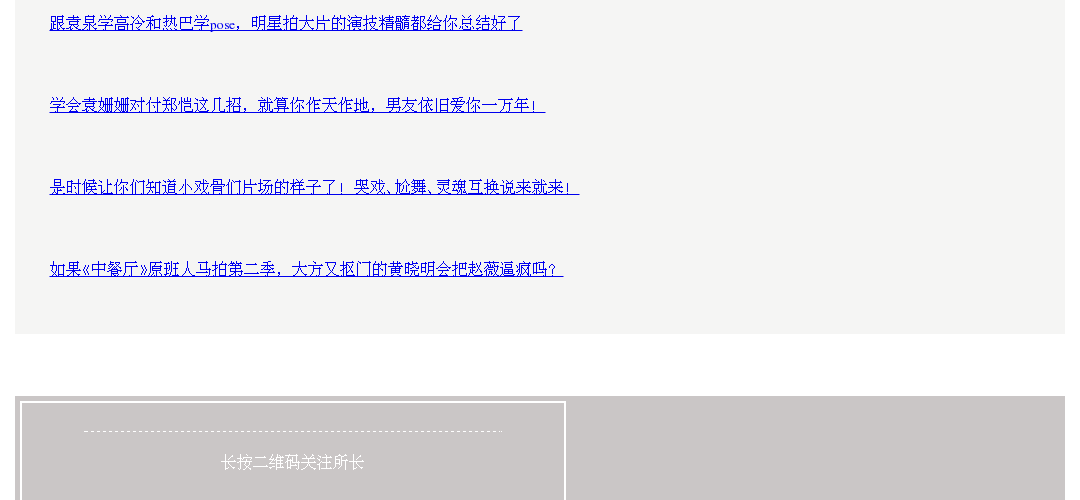 跟袁泉学高冷和热巴学pose，明星拍大片的演技精髓都给你总结好了
学会袁姗姗对付郑恺这几招，就算你作天作地，男友依旧爱你一万年！
是时候让你们知道小戏骨们片场的样子了！哭戏、尬舞、灵魂互换说来就来！
如果《中餐厅》原班人马拍第二季，大方又抠门的黄晓明会把赵薇逼疯吗？
长按二维码关注所长